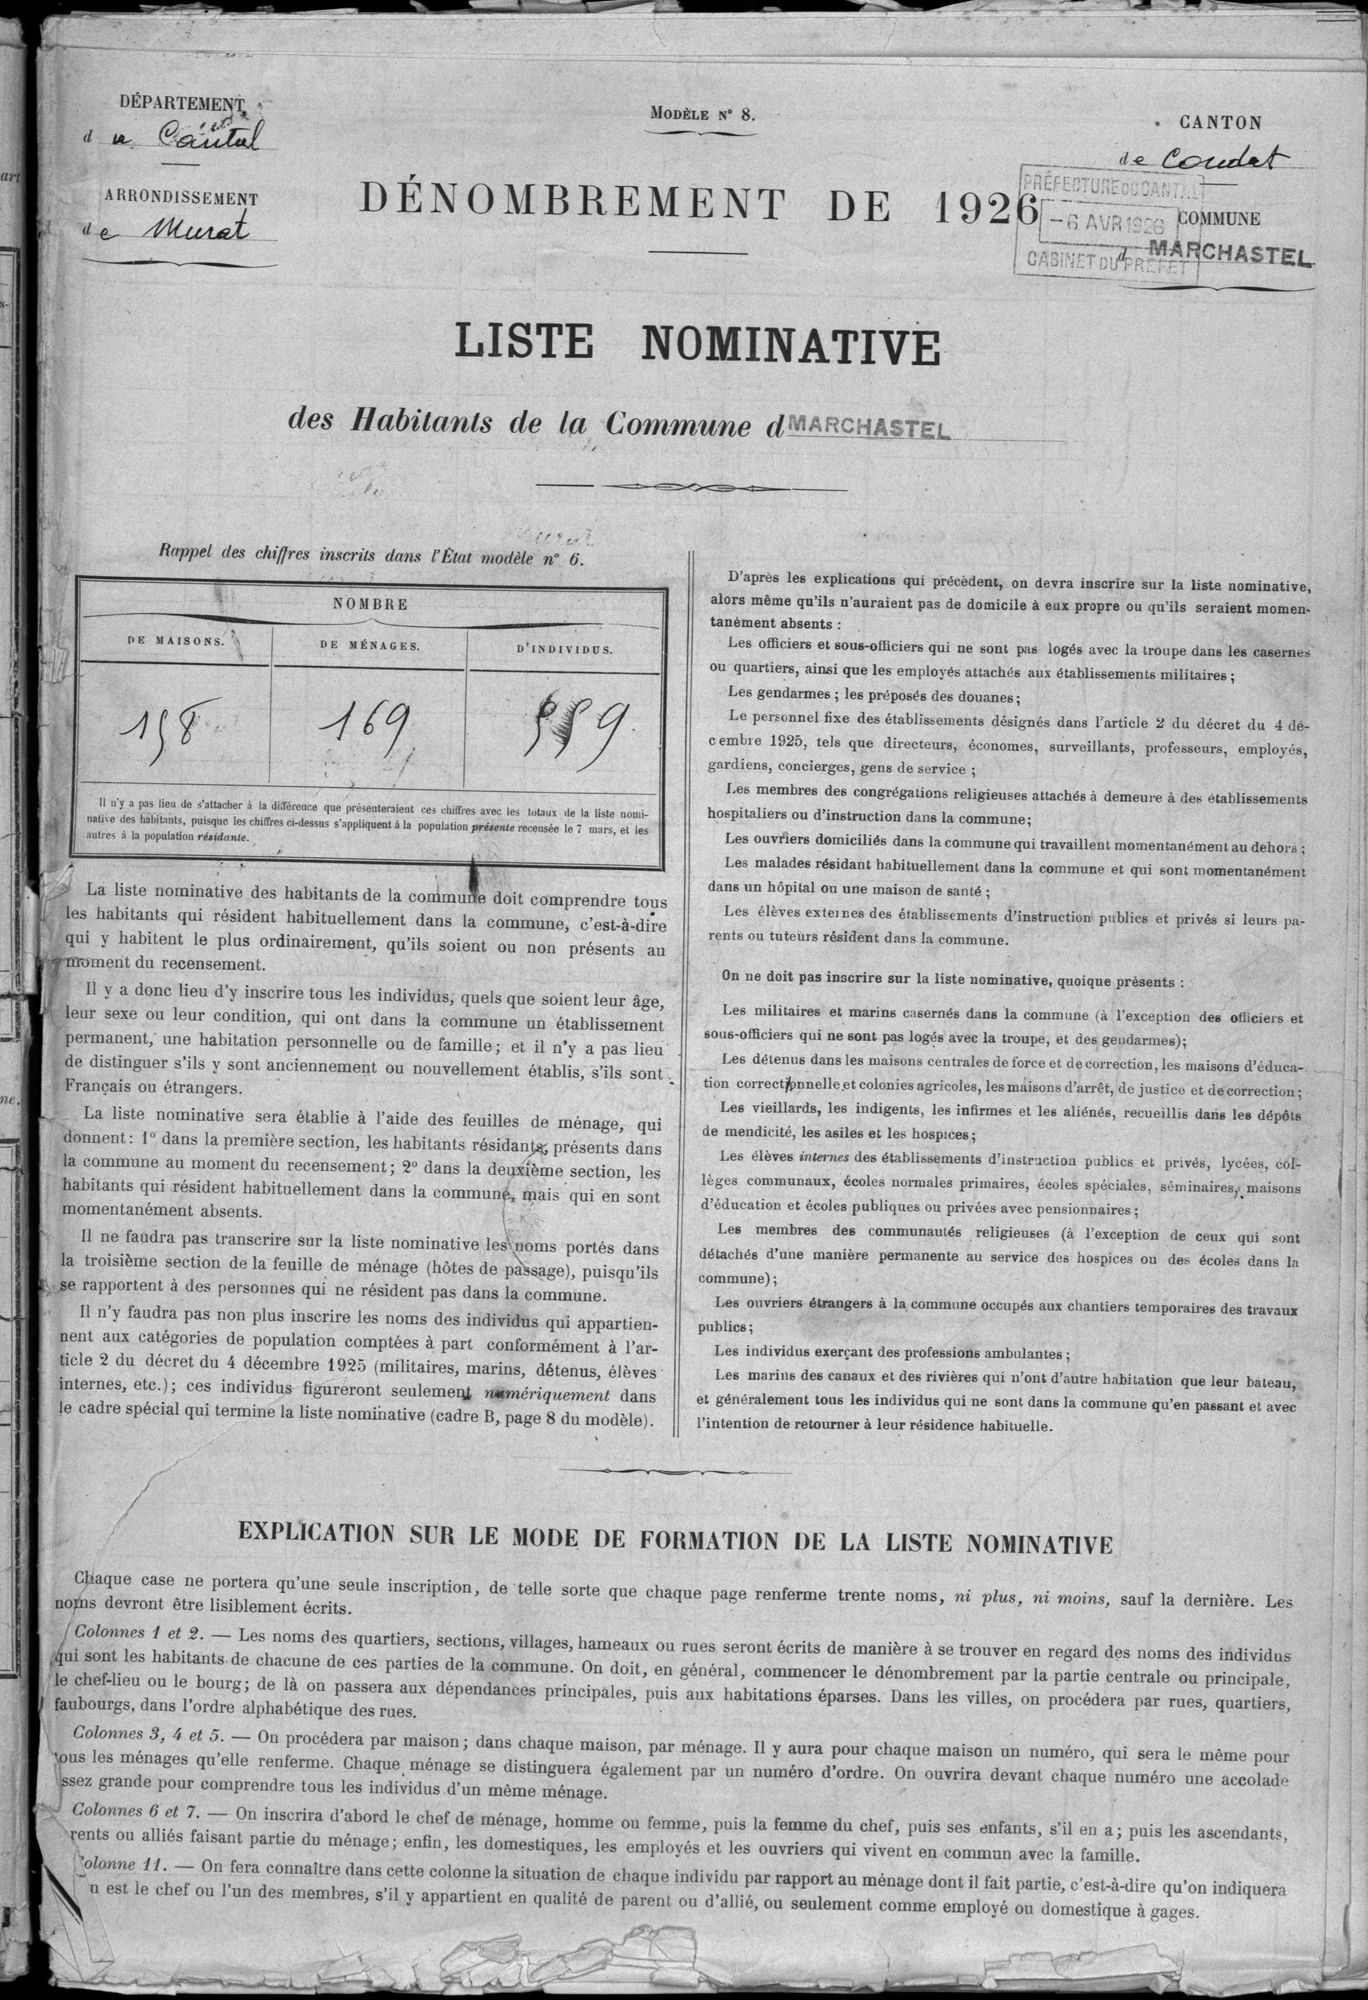 DÉPARTEMENT
d u Cantal
ARRONDISSEMENT
de Murat
MODÈLE N° 8.
CANTON
de Condat
PRÉFECTURE DU CANTAL
-6 AVR 1926
CABINET DU PRÉFET
COMMUNE
d MARCHASTEL
DÉNOMBREMENT DE 1926
LISTE NOMINATIVE
des Habitants de la Commune d MARCHASTEL
Rappel des chiffres inscrits dans l'État modèle n° 6.
NOMBRE
DE MAISONS. DE MÉNAGES. D'INDIVIDUS.
158 169 559
Il n'y a pas lieu de s'attacher à la différence que présenteraient ces chiffres avec les totaux de la liste nomi-
native des habitants, puisque les chiffres ci-dessus s'appliquent à la population présente recensée le 7 mars, et les
autres à la population résidante.
La liste nominative des habitants de la commune doit comprendre tous
les habitants qui résident habituellement dans la commune, c'est-à-dire
qui y habitent le plus ordinairement, qu'ils soient ou non présents au
moment du recensement.
Il y a donc lieu d'y inscrire tous les individus, quels que soient leur âge,
leur sexe ou leur condition, qui ont dans la commune un établissement
permanent, une habitation personnelle ou de famille; et il n'y a pas lieu
de distinguer s'ils y sont anciennement ou nouvellement établis, s'ils sont
Français ou étrangers.
La liste nominative sera établie à l'aide des feuilles de ménage, qui
donnent: 1° dans la première section, les habitants résidants, présents dans
la commune au moment du recensement; 2° dans la deuxième section, les
habitants qui résident habituellement dans la commune, mais qui en sont
momentanément absents.
Il ne faudra pas transcrire sur la liste nominative les noms portés dans
la troisième section de la feuille de ménage (hôtes de passage), puisqu'ils
se rapportent à des personnes qui ne résident pas dans la commune.
Il n'y faudra pas non plus inscrire les noms des individus qui appartien-
nent aux catégories de population comptées à part conformément à l'ar-
ticle 2 du décret du 4 décembre 1925 (militaires, marins, détenus, élèves
internes, etc.); ces individus figureront seulement numériquement dans
le cadre spécial qui termine la liste nominative (cadre B, page 8 du modèle).
D'après les explications qui précèdent, on devra inscrire sur la liste nominative,
alors même qu'ils n'auraient pas de domicile à eux propre ou qu'ils seraient momen-
tanément absents :
Les officiers et sous-officiers qui ne sont pas logés avec la troupe dans les casernes
ou quartiers, ainsi que les employés attachés aux établissements militaires;
Les gendarmes; les préposés des douanes;
Le personnel fixe des établissements désignés dans l'article 2 du décret du 4 dé-
cembre 1925, tels que directeurs, économes, surveillants, professeurs, employés,
gardiens, concierges, gens de service;
Les membres des congrégations religieuses attachés à demeure à des établissements
hospitaliers ou d'instruction dans la commune;
Les ouvriers domiciliés dans la commune qui travaillent momentanément au dehors;
Les malades résidant habituellement dans la commune et qui sont momentanément
dans un hôpital ou une maison de santé;
Les élèves externes des établissements d'instruction publics et privés si leurs pa-
rents ou tuteurs résident dans la commune.
On ne doit pas inscrire sur la liste nominative, quoique présents :
Les militaires et marins casernés dans la commune (à l'exception des officiers et
sous-officiers qui ne sont pas logés avec la troupe, et des gendarmes);
Les détenus dans les maisons centrales de force et de correction, les maisons d'éduca-
tion correctionnelle et colonies agricoles, les maisons d'arrêt, de justice et de correction;
Les vieillards, les indigents, les infirmes et les aliénés, recueillis dans les dépôts
de mendicité, les asiles et les hospices;
Les élèves internes des établissements d'instruction publics et privés, lycées, col-
lèges communaux, écoles normales primaires, écoles spéciales, séminaires, maisons
d'éducation et écoles publiques ou privées avec pensionnaires;
Les membres des communautés religieuses (à l'exception de ceux qui sont
détachés d'une manière permanente au service des hospices ou des écoles dans la
commune);
Les ouvriers étrangers à la commune occupés aux chantiers temporaires des travaux
publics;
Les individus exerçant des professions ambulantes;
Les marins des canaux et des rivières qui n'ont d'autre habitation que leur bateau,
et généralement tous les individus qui ne sont dans la commune qu'en passant et avec
l'intention de retourner à leur résidence habituelle.
EXPLICATION SUR LE MODE DE FORMATION DE LA LISTE NOMINATIVE
Chaque case ne portera qu'une seule inscription, de telle sorte que chaque page renferme trente noms, ni plus, ni moins, sauf la dernière. Les
noms devront être lisiblement écrits.
Colonnes 1 et 2. — Les noms des quartiers, sections, villages, hameaux ou rues seront écrits de manière à se trouver en regard des noms des individus
qui sont les habitants de chacune de ces parties de la commune. On doit, en général, commencer le dénombrement par la partie centrale ou principale,
le chef-lieu ou le bourg; de là on passera aux dépendances principales, puis aux habitations éparses. Dans les villes, on procédera par rues, quartiers,
faubourgs, dans l'ordre alphabétique des rues.
Colonnes 3, 4 et 5. — On procédera par maison; dans chaque maison, par ménage. Il y aura pour chaque maison un numéro, qui sera le même pour
tous les ménages qu'elle renferme. Chaque ménage se distinguera également par un numéro d'ordre. On ouvrira devant chaque numéro une accolade
ssez grande pour comprendre tous les individus d'un même ménage.
Colonnes 6 et 7. — On inscrira d'abord le chef de ménage, homme ou femme, puis la femme du chef, puis ses enfants, s'il en a; puis les ascendants,
rents ou alliés faisant partie du ménage; enfin, les domestiques, les employés et les ouvriers qui vivent en commun avec la famille.
Colonne 11. — On fera connaître dans cette colonne la situation de chaque individu par rapport au ménage dont il fait partie, c'est-à-dire qu'on indiquera
n est le chef ou l'un des membres, s'il y appartient en qualité de parent ou d'allié, ou seulement comme employé ou domestique à gages.